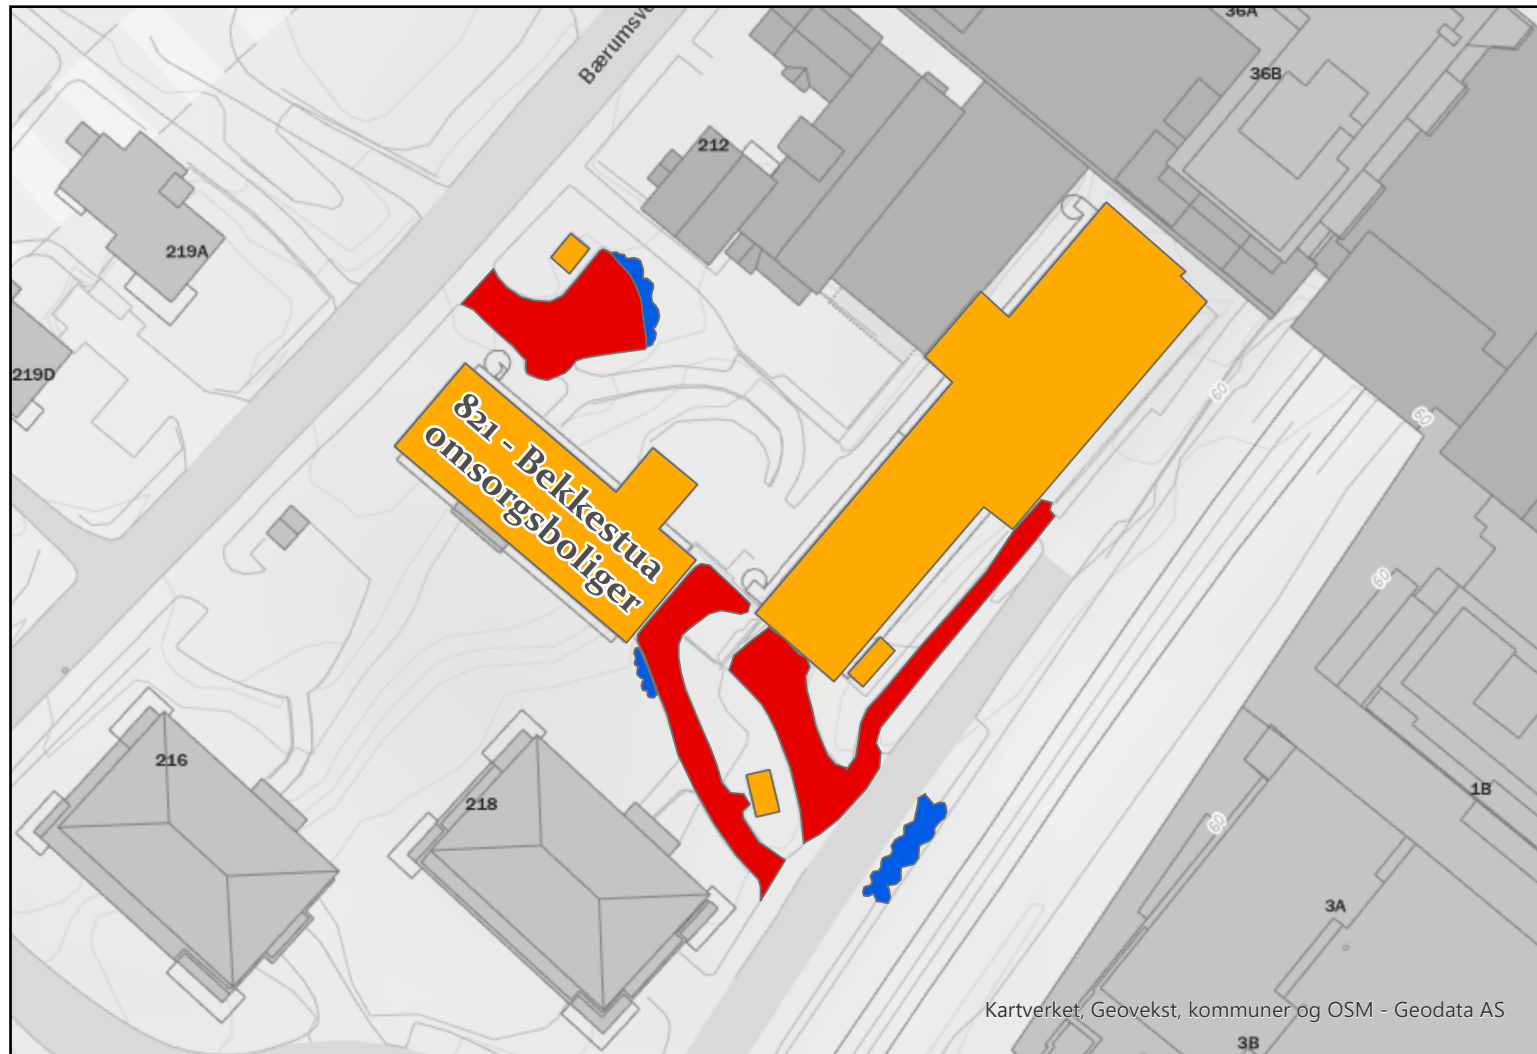 36A
Bærumsve
36B
212
219A
219D
60
60
821 - Bekkestua
omsorgsboliger
60
216
218
1B
60
3A
Kartverket, Geovekst, kommuner og OSM - Geodata AS
3B